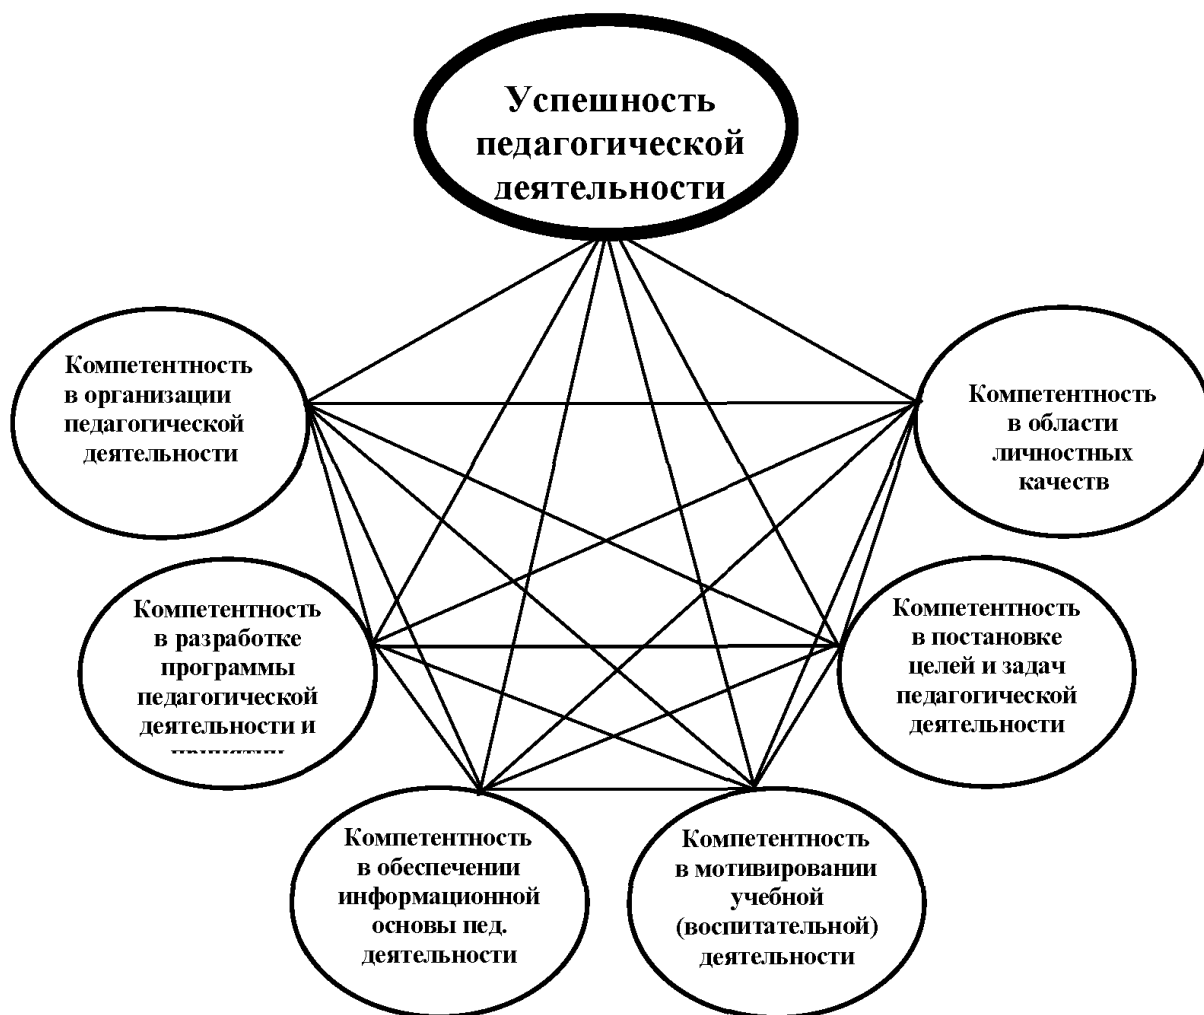 Успешность
педагогической
деятельности
Компетентность
в организации
педагогической
деятельности
Компетентность
в области
личностных
качеств
Компетентность
в разработке
программы
педагогической
деятельности и
Компетентность
в постановке
целей и задач
педагогической
деятельности
Компетентность
в обеспечении
информационной
основы пед.
деятельности
Компетентность
в мотивировании
учебной
(воспитательной)
деятельности